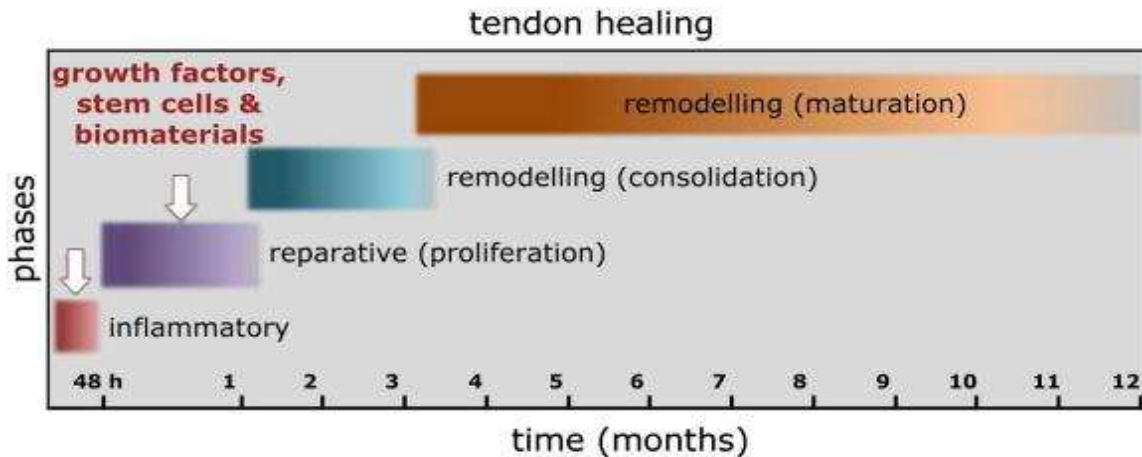 tendon healing
growth factors,
stem cells &
biomaterials
remodelling (maturation)
remodelling (consolidation)
reparative (proliferation)
inflammatory
phases
48 h 1 2 3 4 5 6 7 8 9 10 11 12
time (months)